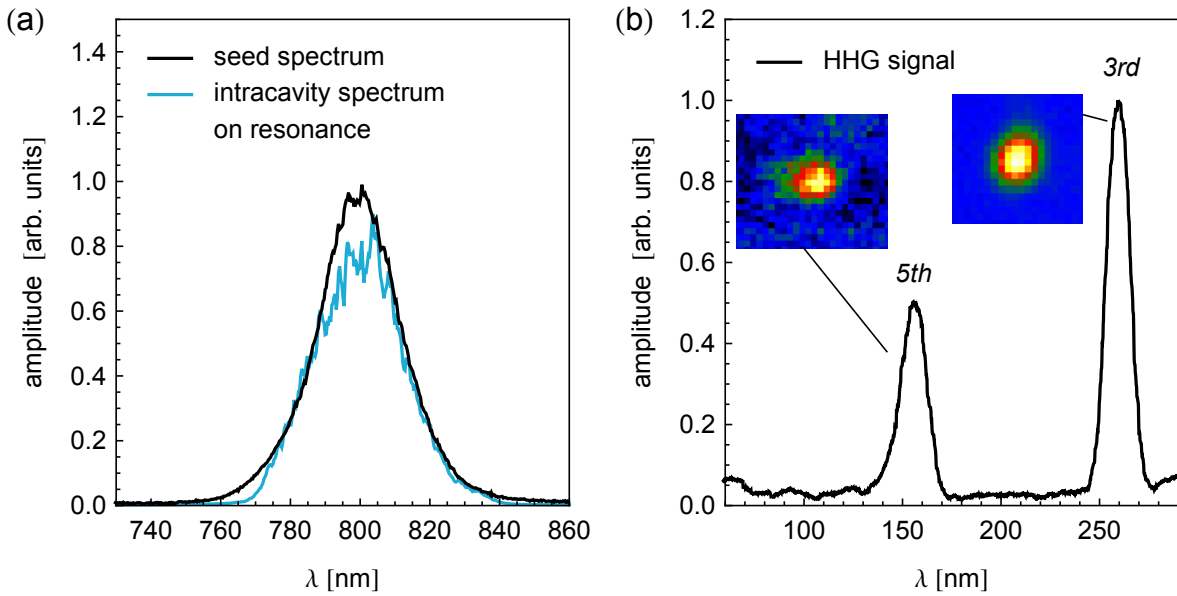 (a)
1.4
1.2
1.0
0.8
0.6
0.4
0.2
0.0
amplitude [arb. units]
seed spectrum
intracavity spectrum
on resonance
740 760 780 800 820 840 860
λ [nm]
(b)
1.2
1.0
0.8
0.6
0.4
0.2
0.0
amplitude [arb. units]
HHG signal
3rd
5th
100 150 200 250
λ [nm]